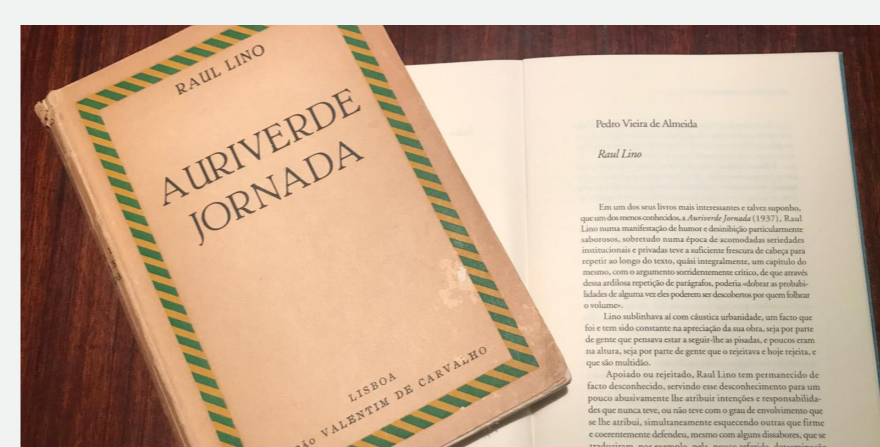 RAUL LINO
AURIVERDE
JORNADA
LISBOA
VALENTIM DE CARVALHO
Pedro Vieira de Almeida
Raul Lino
Em um dos seus livros mais interessantes e talvez suponho,
que um dos menos conhecidos, a Auriverde Jornada (1937), Raul
Lino numa manifestação de humor e desinibição particularmente
saborosos, sobretudo numa época de acomodadas seriedades
institucionais e privadas teve a suficiente frescura de cabeça para
repetir ao longo do texto, quási integralmente, um capítulo do
mesmo, com o argumento sorridentemente crítico, de que através
dessa ardilosa repetição de parágrafos, poderia «dobrar as probabi-
lidades de alguma vez eles poderem ser descobertos por quem folhear
o volume».
Lino sublinhava aí com cáustica urbanidade, um facto que
foi e tem sido constante na apreciação da sua obra, seja por parte
de gente que pensava estar a seguir-lhe as pisadas, e poucos eram
na altura, seja por parte de gente que o rejeitava e hoje rejeita, e
que são multidão.
Apoiado ou rejeitado, Raul Lino tem permanecido de
facto desconhecido, servindo esse desconhecimento para um
pouco abusivamente lhe atribuir intenções e responsabilida-
des que nunca teve, ou não teve com o grau de envolvimento que
se lhe atribui, simultaneamente esquecendo outras que firme
e coerentemente defendeu, mesmo com alguns dissabores, que se